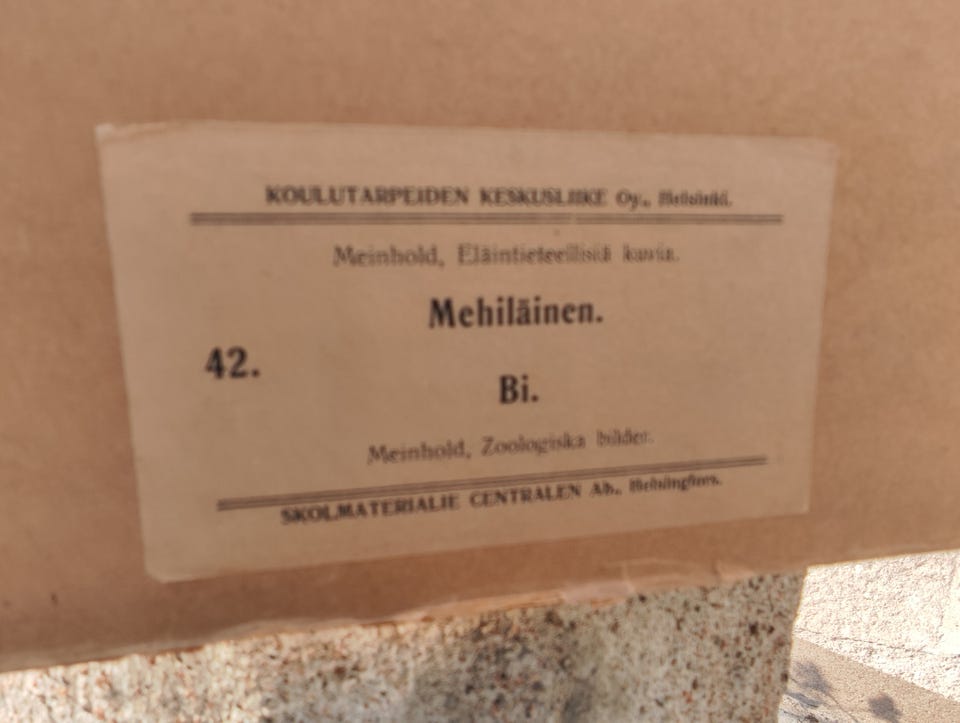 KOULUTARPEIDEN KESKUSLIIKE Oy., Helsinki.
Meinhold, Eläintieteellisiä kuvia.
Mehiläinen.
42.
Bi.
Meinhold, Zoologiska bilder.
SKOLMATERIALIE CENTRALEN Ab., Helsingfors.